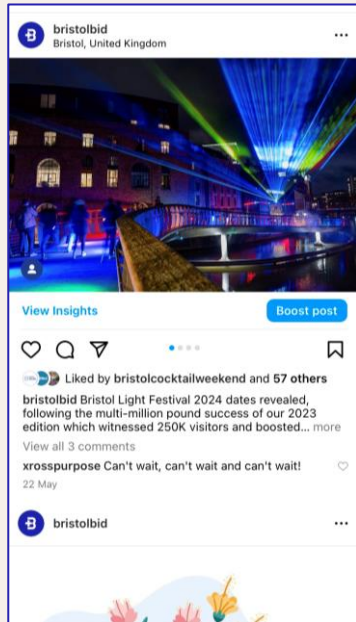 bristolbid
Bristol, United Kingdom
View Insights
Boost post
Liked by bristolcocktailweekend and 57 others
bristolbid Bristol Light Festival 2024 dates revealed,
following the multi-million pound success of our 2023
edition which witnessed 250K visitors and boosted... more
View all 3 comments
xrosspurpose Can't wait, can't wait and can't wait!
22 May
bristolbid